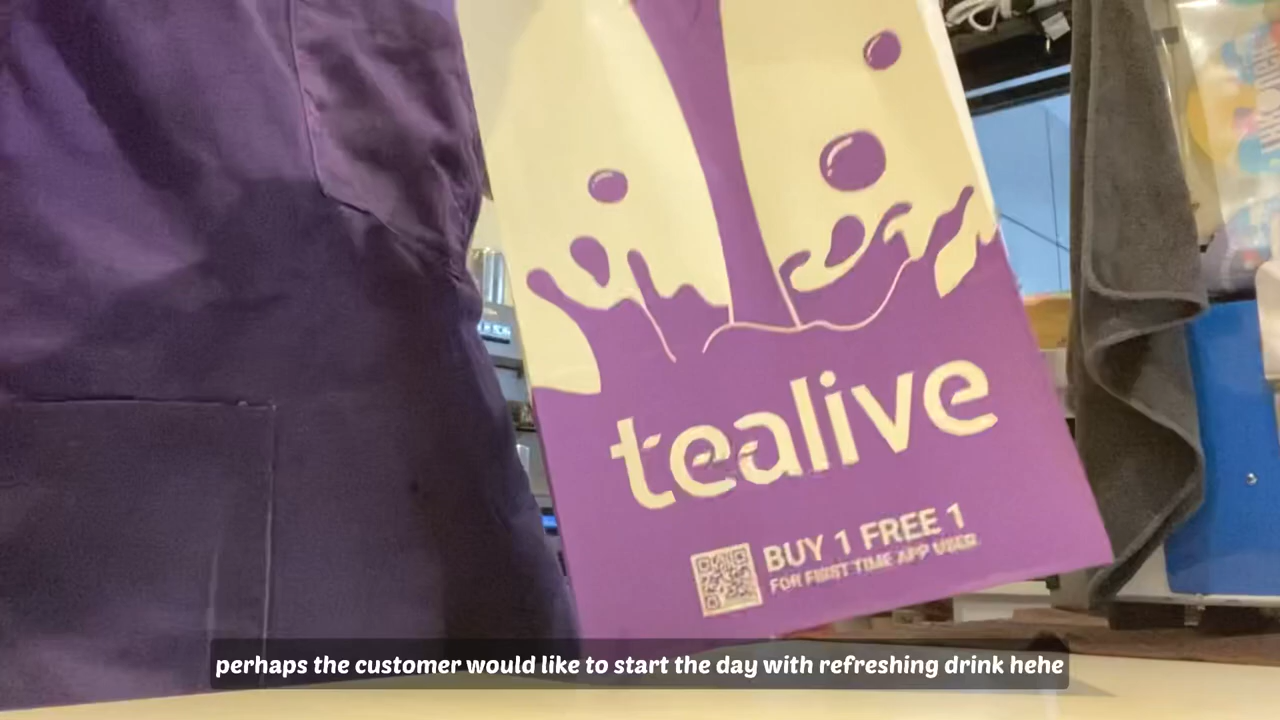 tealive
BUY 1 FREE 1
FOR FIRST TIME APP USER
perhaps the customer would like to start the day with refreshing drink hehe